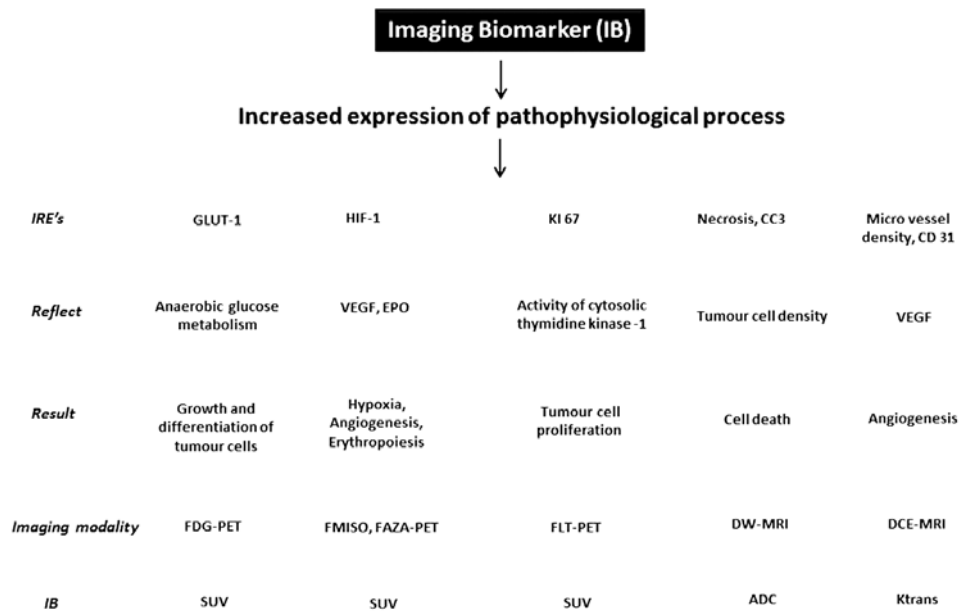 Imaging Biomarker (IB)
Increased expression of pathophysiological process
IRE's
GLUT-1
HIF-1
KI 67
Necrosis, CC3
Micro vessel
density, CD 31
Reflect
Anaerobic glucose
metabolism
VEGF, EPO
Activity of cytosolic
thymidine kinase -1
Tumour cell density
VEGF
Result
Growth and
differentiation of
tumour cells
Hypoxia,
Angiogenesis,
Erythropoiesis
Tumour cell
proliferation
Cell death
Angiogenesis
Imaging modality
FDG-PET
FMISO, FAZA-PET
FLT-PET
DW-MRI
DCE-MRI
IB
SUV
SUV
SUV
ADC
Ktrans